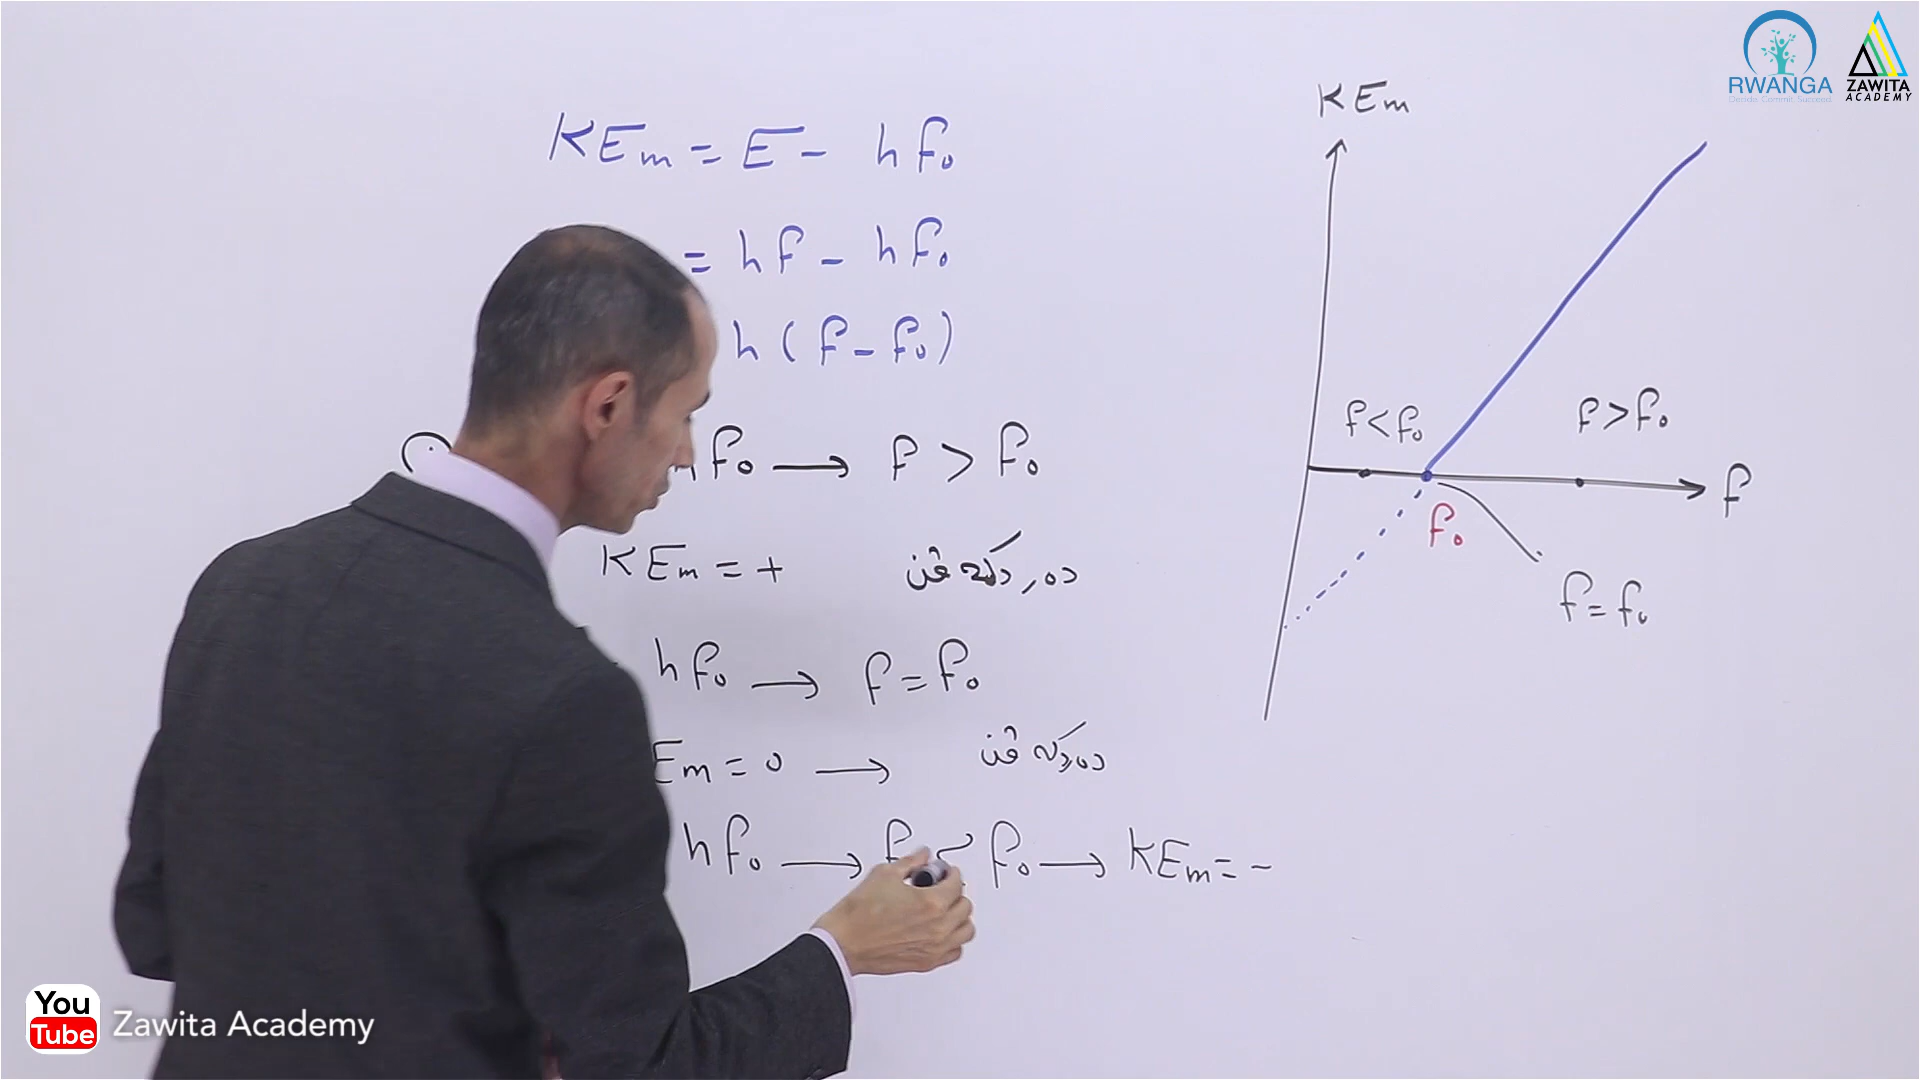 KEm = E - hf₀
= hf - hf₀
h(f - f₀)
hf₀ → f > f₀
KEm = +
hf₀ → f = f₀
Em = 0 →
hf₀ → f < f₀ → KEm = -
KEm
f < f₀
f > f₀
f
f₀
f = f₀
RWANGA
ZAWITA
ACADEMY
You
Tube
Zawita Academy